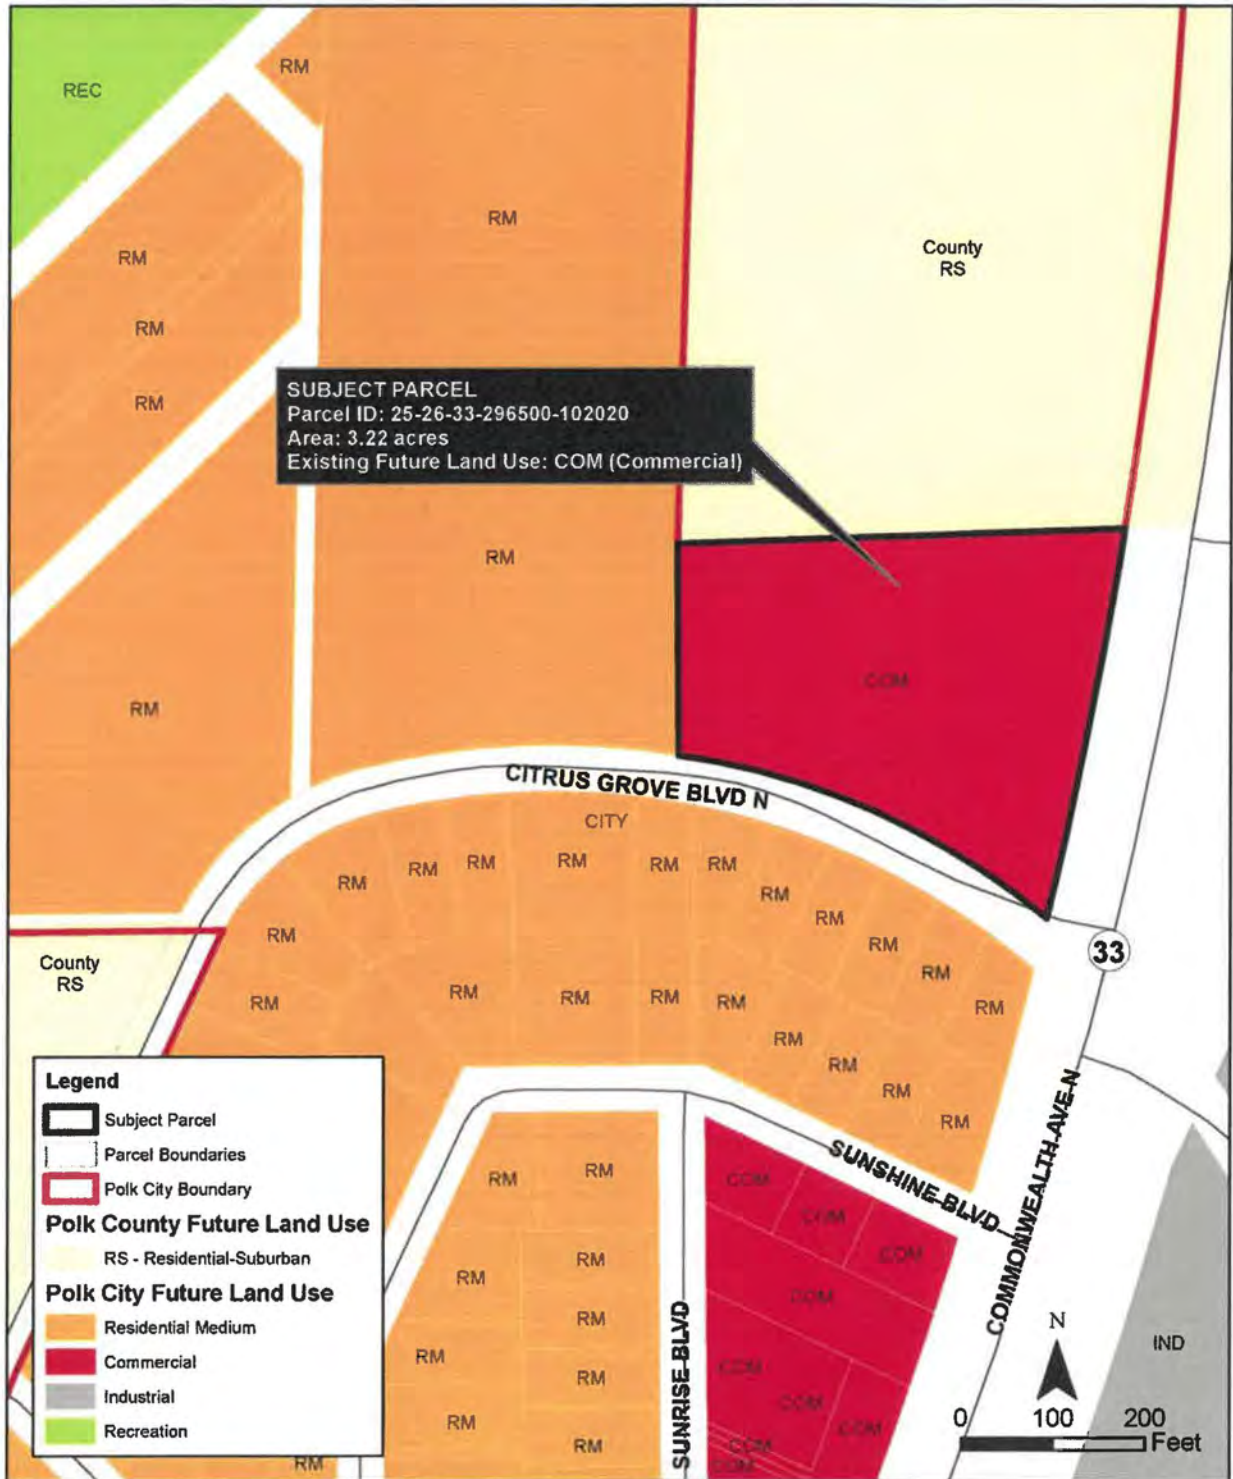 REC
RM
RM
County
RS
RM
RM
RM
SUBJECT PARCEL
Parcel ID: 25-26-33-296500-102020
Area: 3.22 acres
Existing Future Land Use: COM (Commercial)
RM
COM
RM
CITRUS GROVE BLVD N
CITY
RM
RM
RM
RM
RM
RM
RM
RM
RM
RM
RM
RM
33
County
RS
RM
RM
RM
RM
RM
RM
RM
RM
RM
Legend
Subject Parcel
Parcel Boundaries
Polk City Boundary
Polk County Future Land Use
RS - Residential-Suburban
Polk City Future Land Use
Residential Medium
Commercial
Industrial
Recreation
SUNSHINE BLVD
COMMONWEALTH AVE N
SUNRISE BLVD
RM
RM
RM
RM
RM
RM
RM
RM
RM
RM
COM
COM
COM
COM
COM
COM
COM
COM
COM
IND
N
0 100 200
Feet